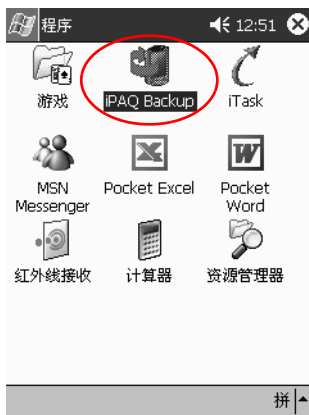 程序 12:51
游戏 iPAQ Backup iTask
MSN Messenger Pocket Excel Pocket Word
红外线接收 计算器 资源管理器
拼